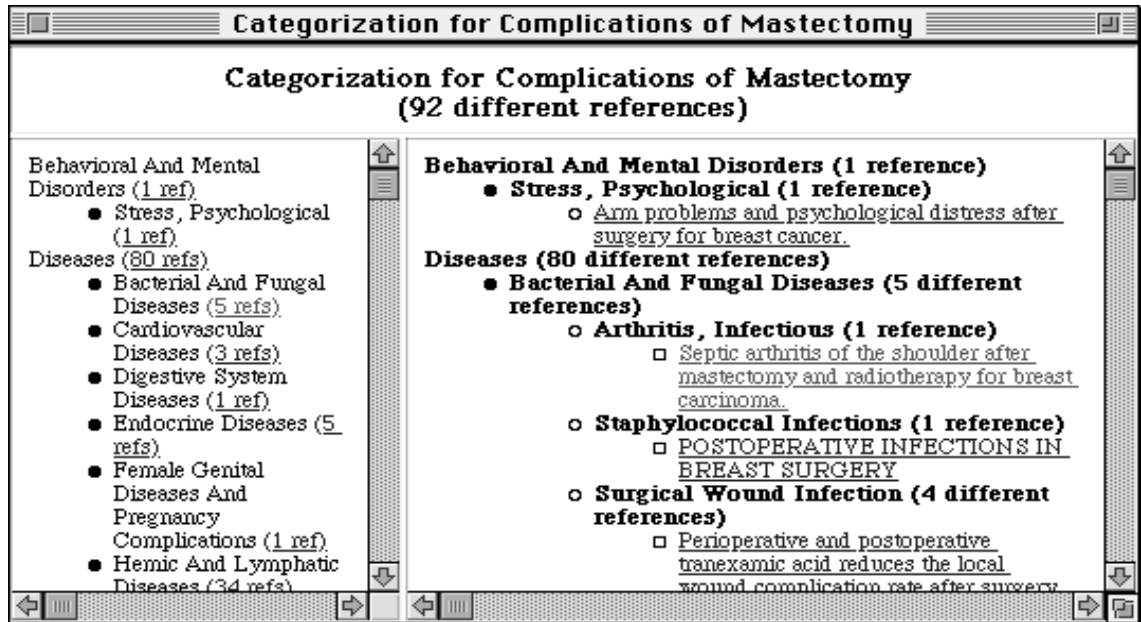 Categorization for Complications of Mastectomy
Categorization for Complications of Mastectomy
(92 different references)
Behavioral And Mental
Disorders (1 ref)
Stress, Psychological
(1 ref)
Diseases (80 refs)
Bacterial And Fungal
Diseases (5 refs)
Cardiovascular
Diseases (3 refs)
Digestive System
Diseases (1 ref)
Endocrine Diseases (5
refs)
Female Genital
Diseases And
Pregnancy
Complications (1 ref)
Hemic And Lymphatic
Diseases (34 refs)
Behavioral And Mental Disorders (1 reference)
Stress, Psychological (1 reference)
Arm problems and psychological distress after
surgery for breast cancer.
Diseases (80 different references)
Bacterial And Fungal Diseases (5 different
references)
Arthritis, Infectious (1 reference)
Septic arthritis of the shoulder after
mastectomy and radiotherapy for breast
carcinoma.
Staphylococcal Infections (1 reference)
POSTOPERATIVE INFECTIONS IN
BREAST SURGERY
Surgical Wound Infection (4 different
references)
Perioperative and postoperative
tranexamic acid reduces the local
wound complication rate after surgery